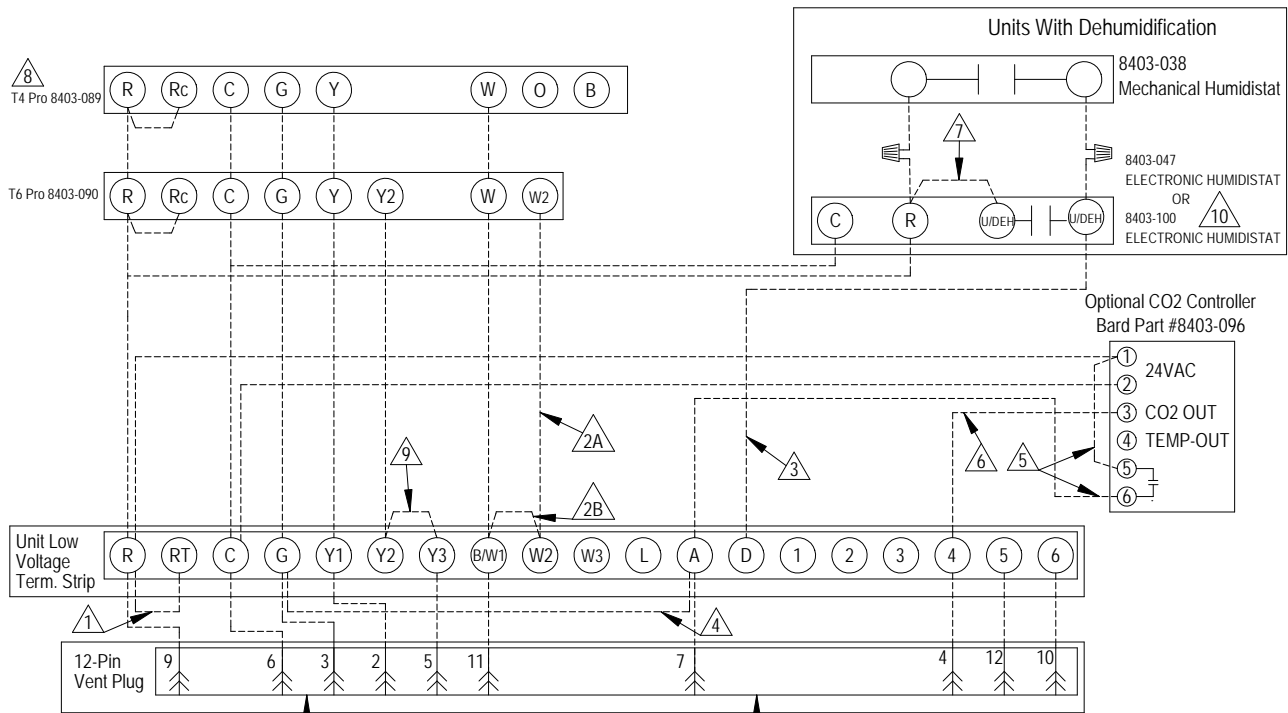 Units With Dehumidification
8403-038
Mechanical Humidistat
8
T4 Pro 8403-089
R Rc C G Y W O B
7
8403-047
ELECTRONIC HUMIDISTAT
OR
8403-100
ELECTRONIC HUMIDISTAT
10
T6 Pro 8403-090
R Rc C G Y Y2 W W2
C R U/DEH U/DEH
Optional CO2 Controller
Bard Part #8403-096
1
24VAC
2
3 CO2 OUT
4 TEMP-OUT
5
6
2A
9
3
6
5
2B
Unit Low
Voltage
Term. Strip
R RT C G Y1 Y2 Y3 B/W1 W2 W3 L A D 1 2 3 4 5 6
1
4
12-Pin
Vent Plug
9 6 3 2 5 11 7 4 12 10